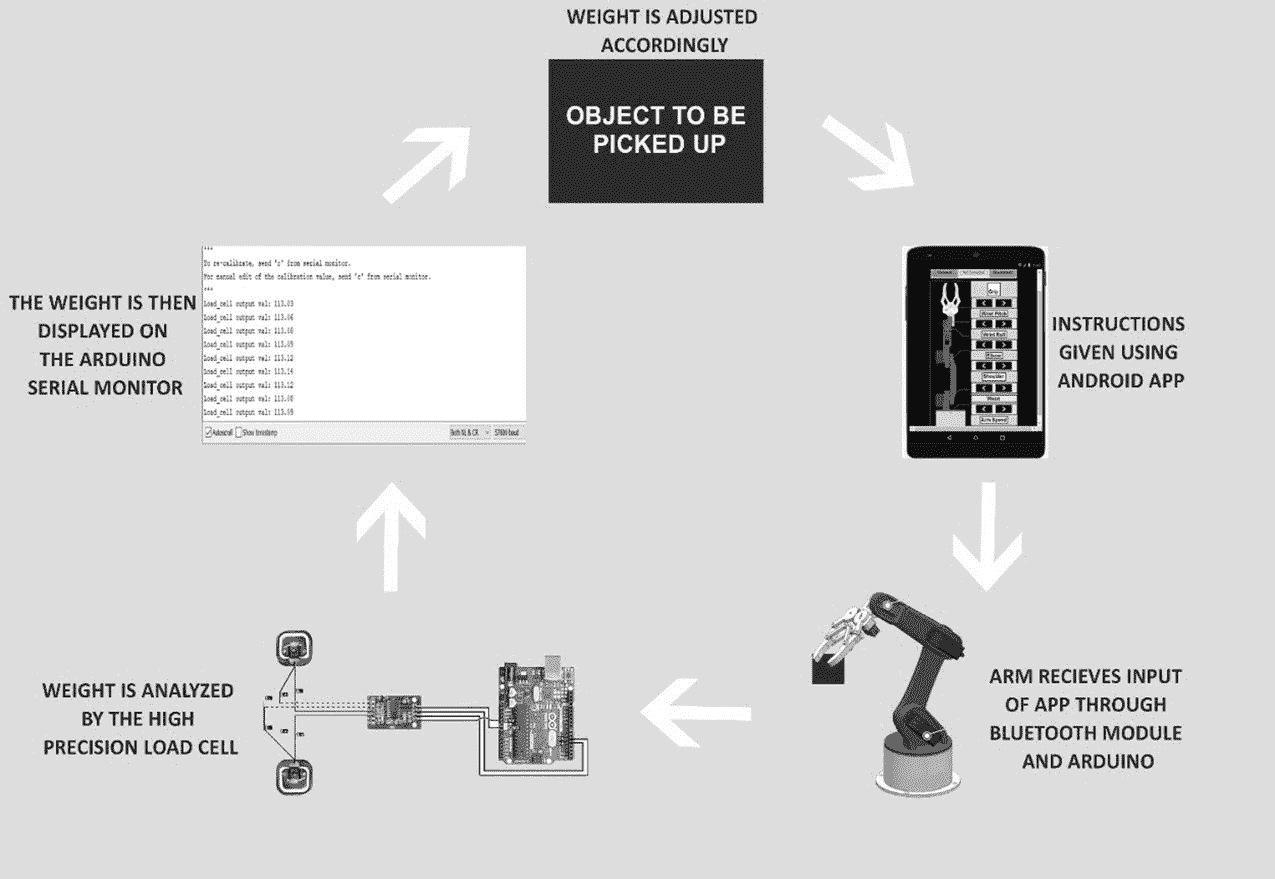 WEIGHT IS ADJUSTED
ACCORDINGLY
OBJECT TO BE
PICKED UP
THE WEIGHT IS THEN
DISPLAYED ON
THE ARDUINO
SERIAL MONITOR
***
To re-calibrate, send 'r' from serial monitor.
For manual edit of the calibration value, send 'c' from serial monitor.
***
Load_cell output val: 113.03
Load_cell output val: 113.06
Load_cell output val: 113.08
Load_cell output val: 113.09
Load_cell output val: 113.12
Load_cell output val: 113.14
Load_cell output val: 113.12
Load_cell output val: 113.08
Load_cell output val: 113.09
Autoscroll Show timestamp
Both NL & CR
57600 baud
Grip
Wrist Pitch
Wrist Roll
Elbow
Shoulder
Waist
Arm Speed
INSTRUCTIONS
GIVEN USING
ANDROID APP
WEIGHT IS ANALYZED
BY THE HIGH
PRECISION LOAD CELL
ARM RECIEVES INPUT
OF APP THROUGH
BLUETOOTH MODULE
AND ARDUINO